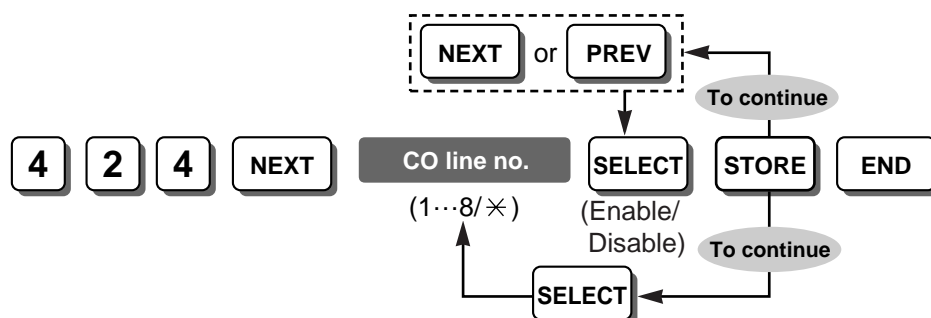 NEXT or PREV
To continue
4 2 4 NEXT CO line no. SELECT STORE END
(1···8/✳) (Enable/
Disable)
To continue
SELECT